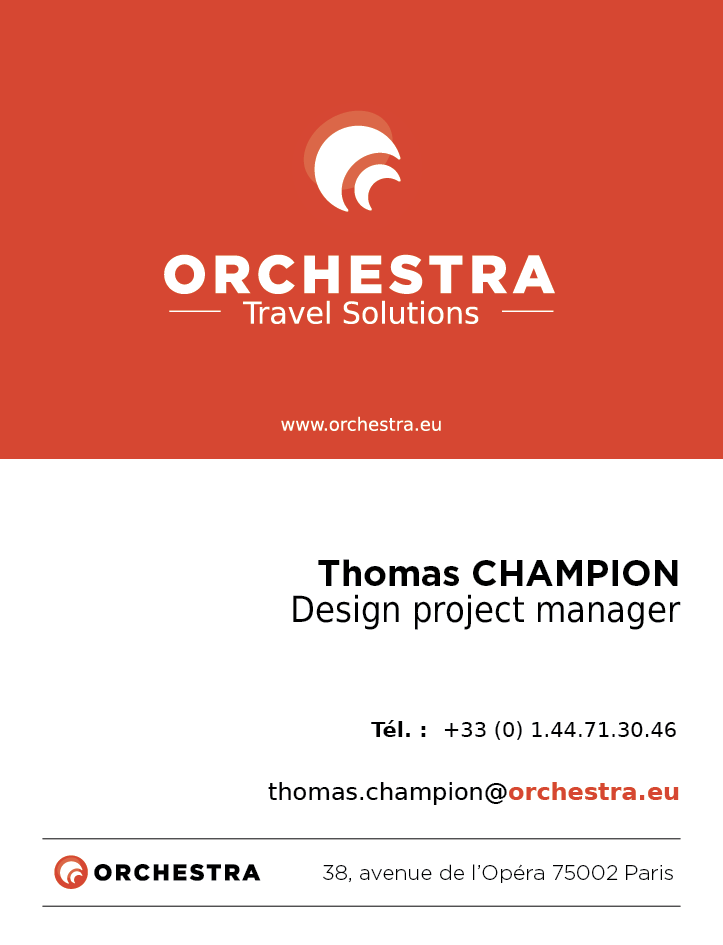 ORCHESTRA
Travel Solutions
www.orchestra.eu
Thomas CHAMPION
Design project manager
Tél. : +33 (0) 1.44.71.30.46
thomas.champion@orchestra.eu
ORCHESTRA 38, avenue de l’Opéra 75002 Paris